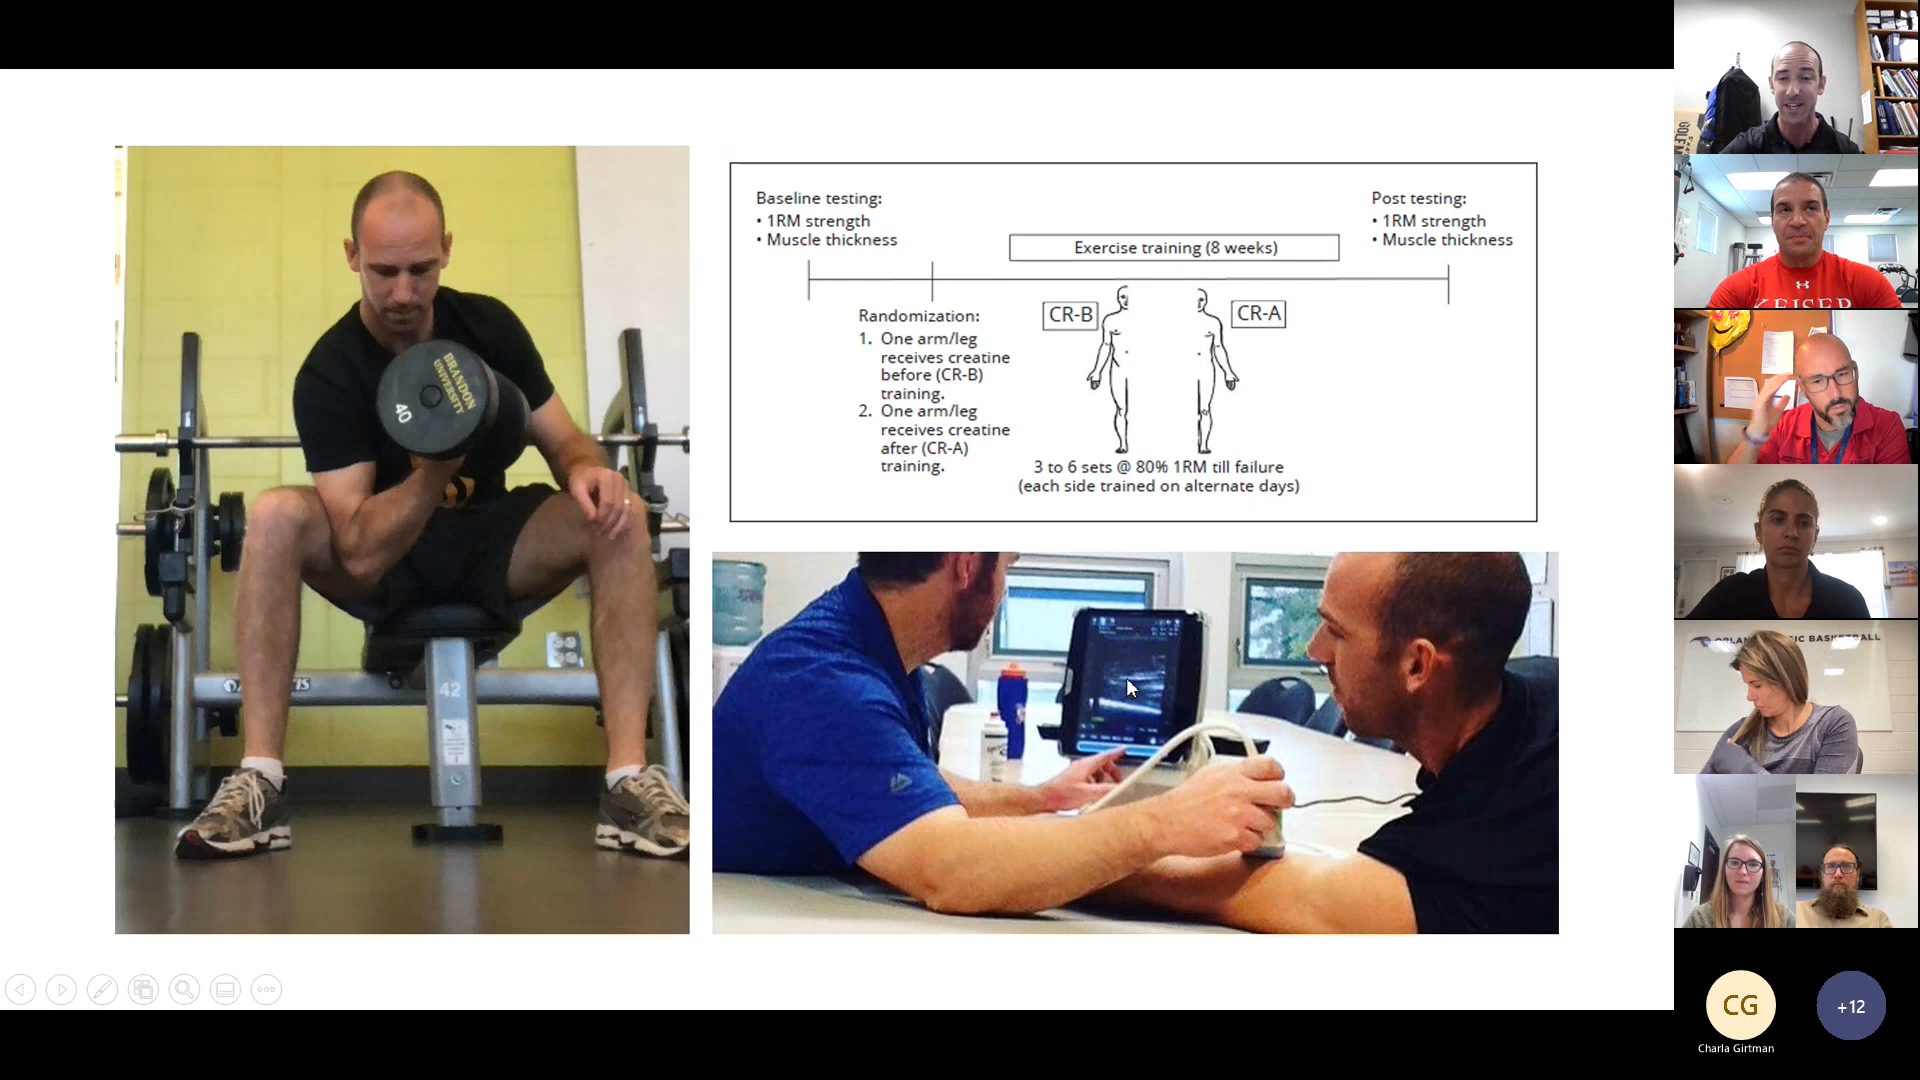 BRANDON
UNIVERSITY
40
42
Baseline testing:
• 1RM strength
• Muscle thickness
Exercise training (8 weeks)
Post testing:
• 1RM strength
• Muscle thickness
Randomization:
1. One arm/leg
receives creatine
before (CR-B)
training.
2. One arm/leg
receives creatine
after (CR-A)
training.
CR-B
CR-A
3 to 6 sets @ 80% 1RM till failure
(each side trained on alternate days)
KEISER
BASKETBALL
CG
+12
Charla Girtman